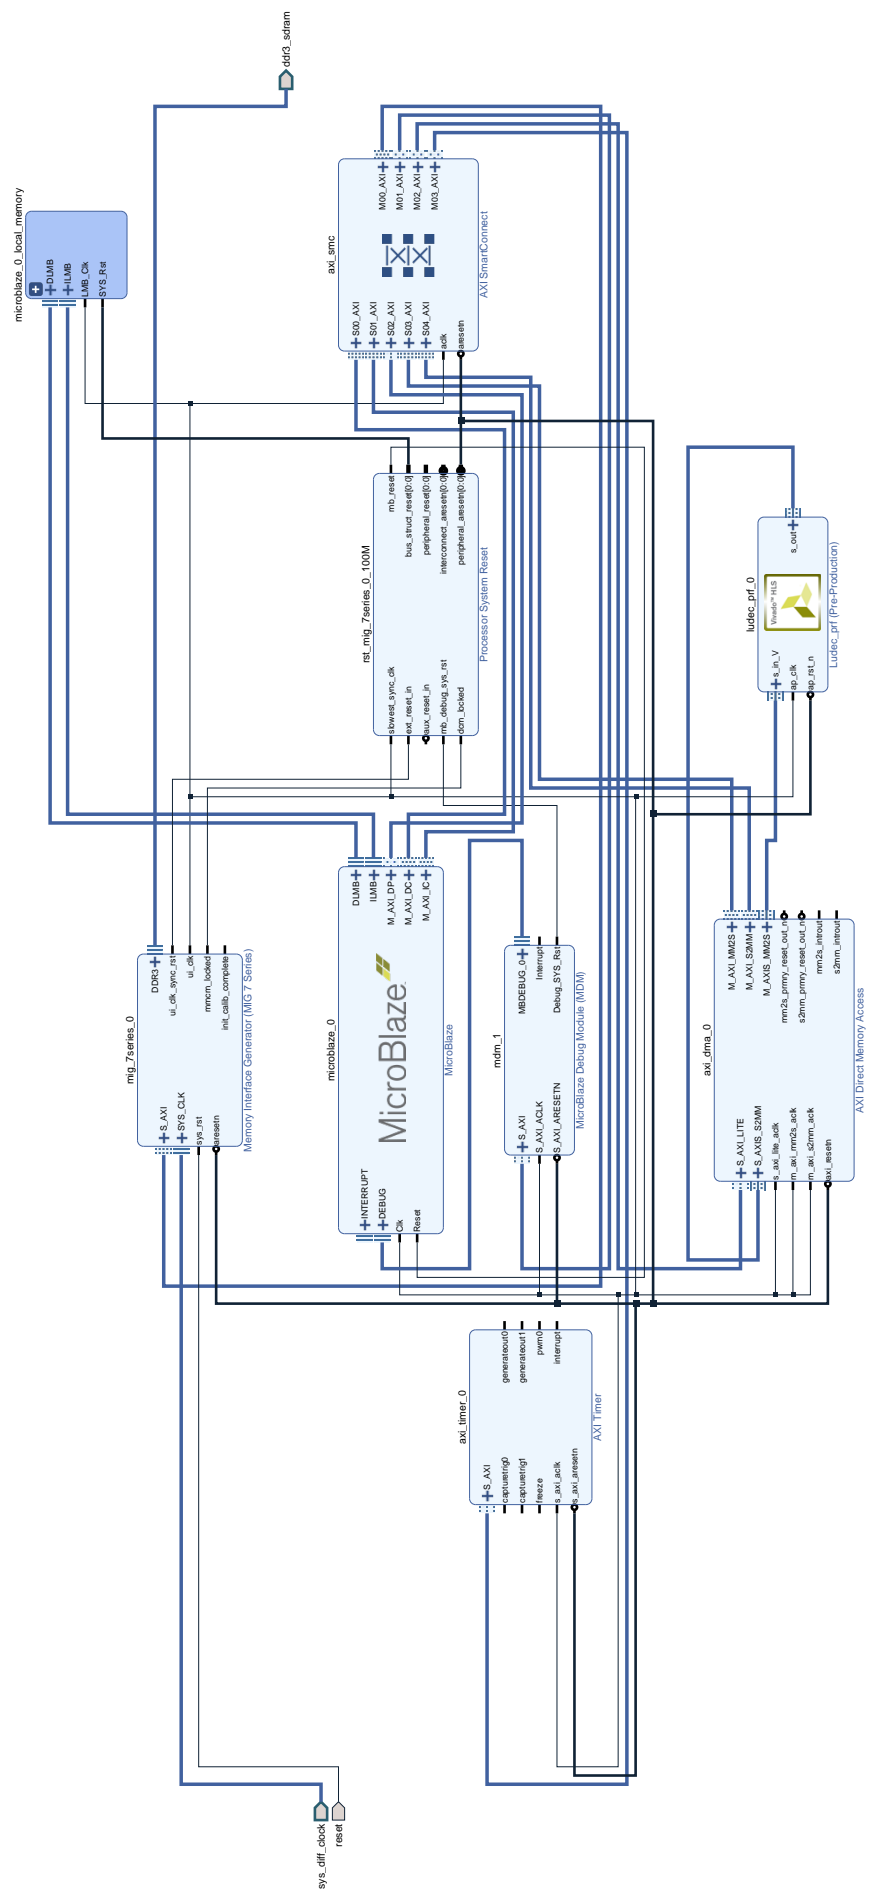 sys_diff_clock
reset
axi_timer_0
S_AXI
capturetrig0
capturetrig1
freeze
s_axi_aclk
s_axi_aresetn
generateout0
generateout1
pwm0
interrupt
AXI Timer
mig_7series_0
S_AXI
SYS_CLK
sys_rst
aresetn
DDR3
ui_clk_sync_rst
ui_clk
mmcm_locked
init_calib_complete
Memory Interface Generator (MIG 7 Series)
microblaze_0
INTERRUPT
DEBUG
Clk
Reset
MicroBlaze
DLMB
ILMB
M_AXI_DP
M_AXI_DC
M_AXI_IC
MicroBlaze
mdm_1
S_AXI
S_AXI_ACLK
S_AXI_ARESETN
MBDEBUG_0
Interrupt
Debug_SYS_Rst
MicroBlaze Debug Module (MDM)
axi_dma_0
S_AXI_LITE
S_AXIS_S2MM
s_axi_lite_aclk
m_axi_mm2s_aclk
m_axi_s2mm_aclk
axi_resetn
M_AXI_MM2S
M_AXI_S2MM
M_AXIS_MM2S
mm2s_prmry_reset_out_n
s2mm_prmry_reset_out_n
mm2s_introut
s2mm_introut
AXI Direct Memory Access
rst_mig_7series_0_100M
slowest_sync_clk
ext_reset_in
aux_reset_in
mb_debug_sys_rst
dcm_locked
mb_reset
bus_struct_reset[0:0]
peripheral_reset[0:0]
interconnect_aresetn[0:0]
peripheral_aresetn[0:0]
Processor System Reset
ludec_prf_0
s_in_V
ap_clk
ap_rst_n
Vivado™ HLS
s_out
Ludec_prf (Pre-Production)
microblaze_0_local_memory
DLMB
ILMB
LMB_Clk
SYS_Rst
axi_smc
S00_AXI
S01_AXI
S02_AXI
S03_AXI
S04_AXI
aclk
aresetn
M00_AXI
M01_AXI
M02_AXI
M03_AXI
AXI SmartConnect
ddr3_sdram